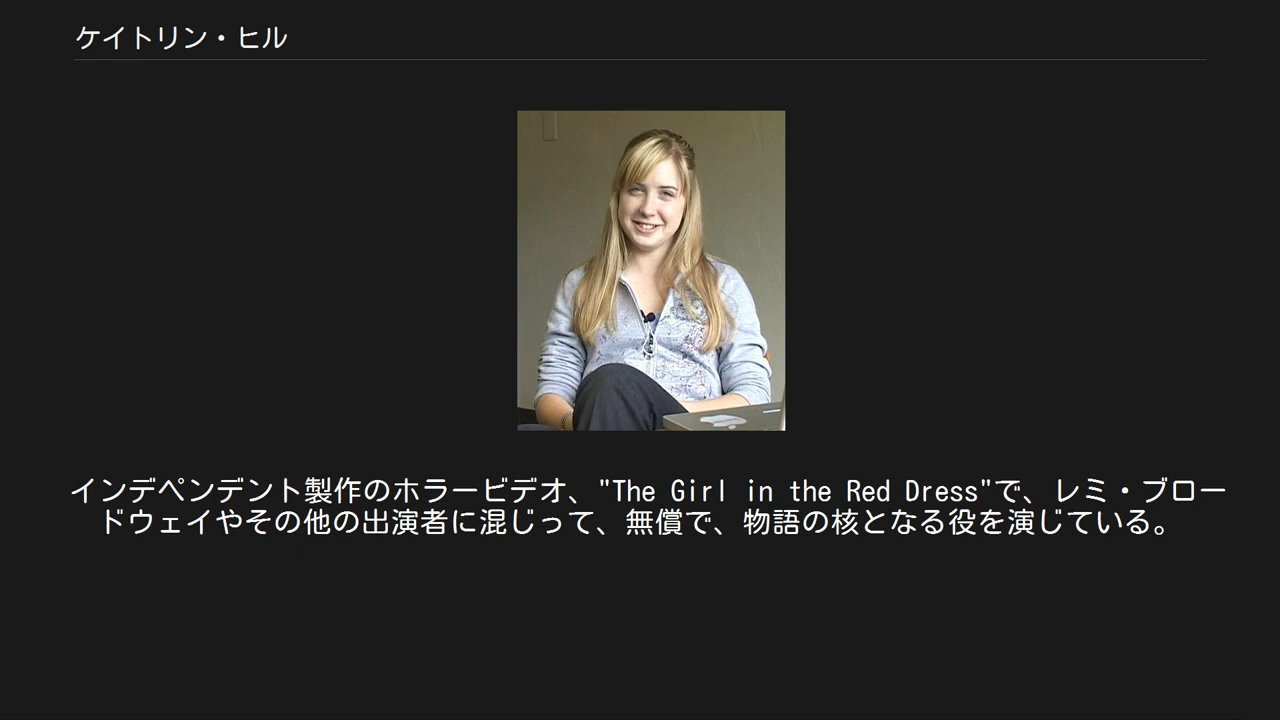 ケイトリン・ヒル
インデペンデント製作のホラービデオ、"The Girl in the Red Dress"で、レミ・ブロー
ドウェイやその他の出演者に混じって、無償で、物語の核となる役を演じている。